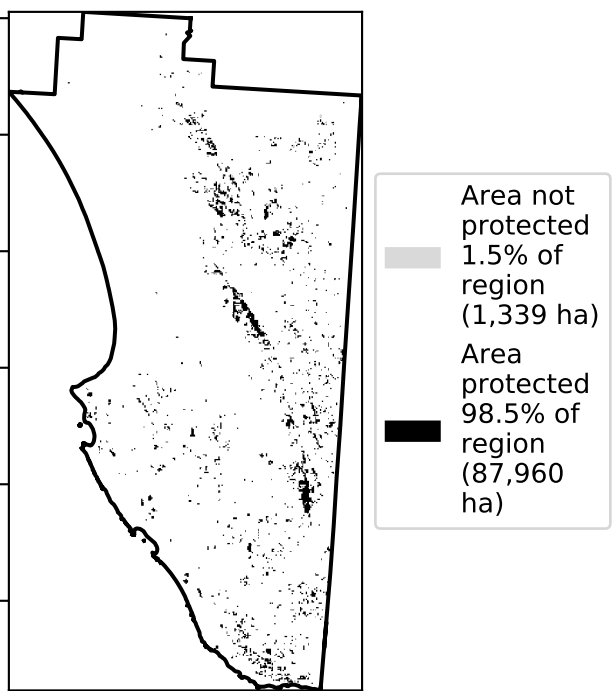 Area not
protected
1.5% of
region
(1,339 ha)
Area
protected
98.5% of
region
(87,960
ha)